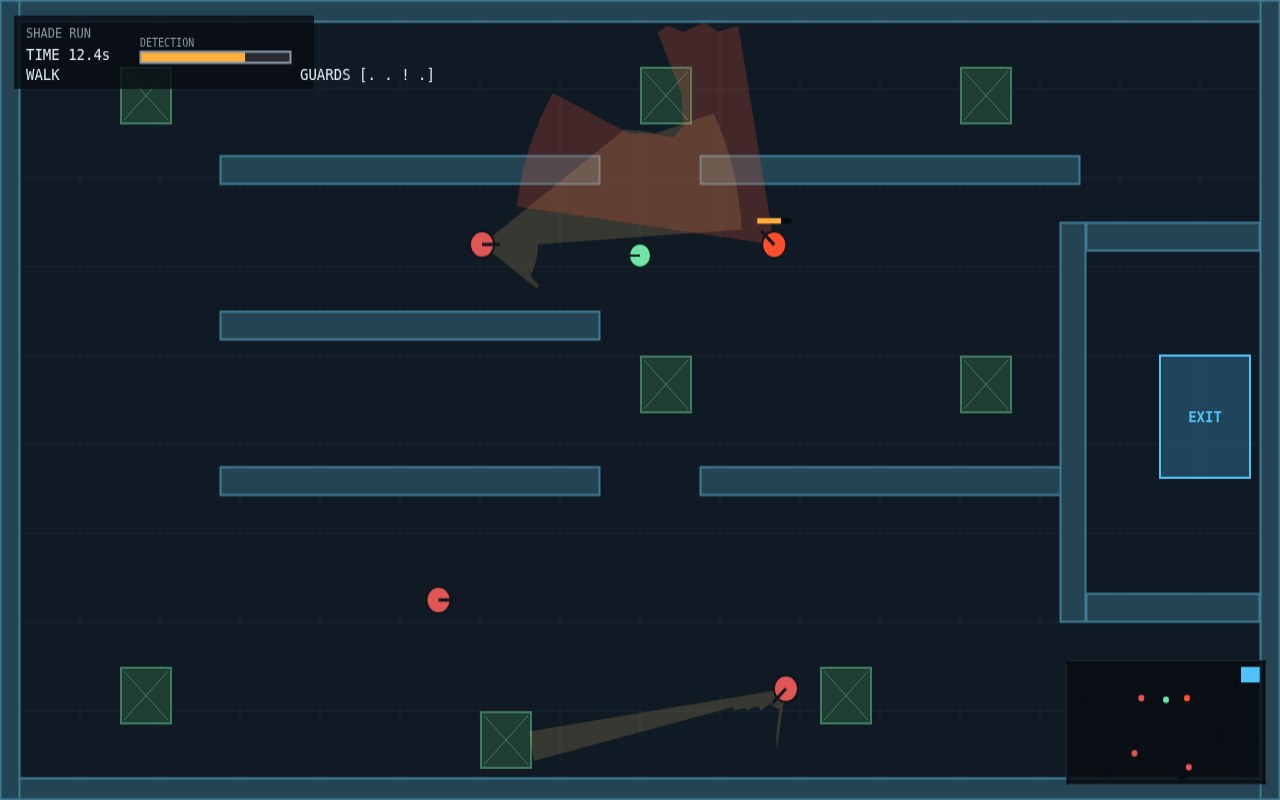 SHADE RUN
TIME 12.4s
DETECTION
WALK
GUARDS [. . ! .]
EXIT